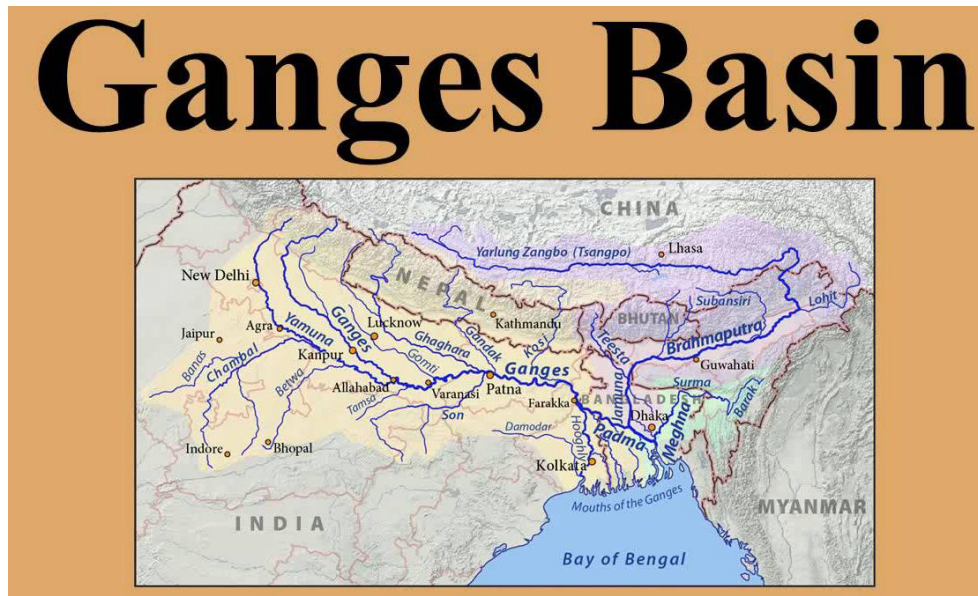 Ganges Basin
CHINA
Yarlung Zangbo (Tsangpo)
Lhasa
New Delhi
NEPAL
Subansiri
Lohit
Jaipur
Agra
Yamuna
Ganges
Lucknow
Kathmandu
BHUTAN
Brahmaputra
Banas
Chambal
Kanpur
Gomti
Ghaghara
Gandak
Kosi
Teesta
Guwahati
Betwa
Allahabad
Tamsa
Varanasi
Patna
Ganges
Farakka
BANGLADESH
Jamuna
Surma
Barak
Son
Dhaka
Damodar
Hooghly
Padma
Meghna
Indore
Bhopal
Kolkata
Mouths of the Ganges
INDIA
MYANMAR
Bay of Bengal